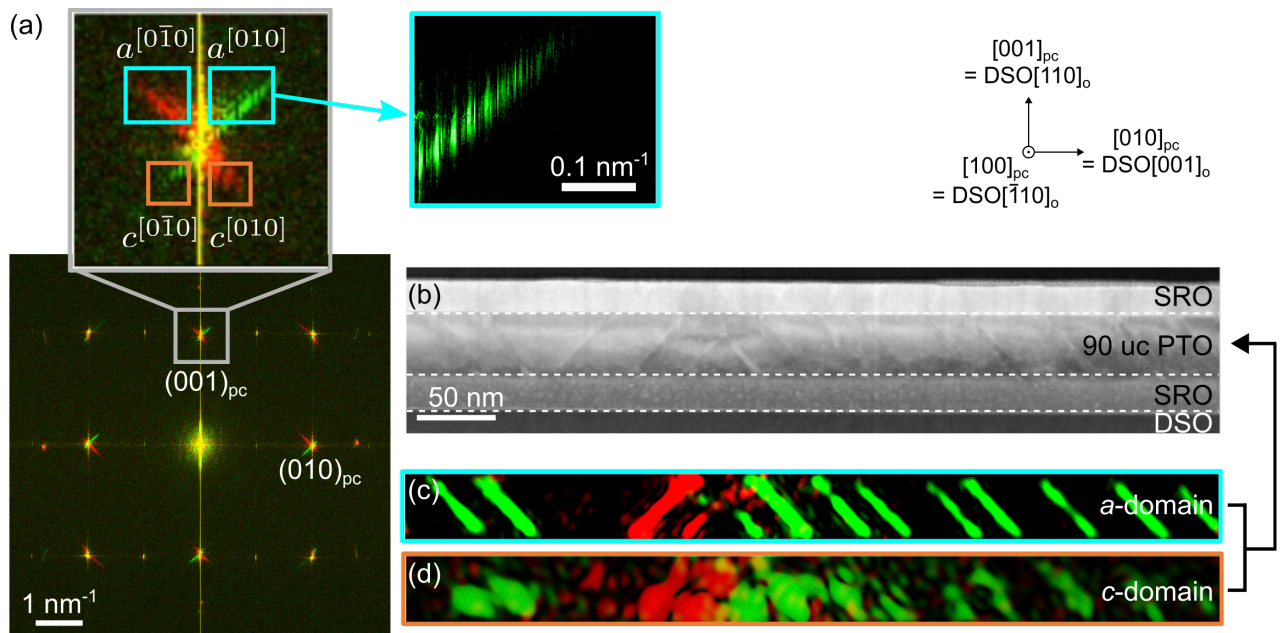 (a)
a[01̄0]
a[010]
c[01̄0]
c[010]
0.1 nm-1
[001]pc
= DSO[110]o
[010]pc
= DSO[001]o
[100]pc
= DSO[1̄10]o
(001)pc
(010)pc
1 nm-1
(b)
SRO
90 uc PTO
SRO
50 nm
DSO
(c)
a-domain
(d)
c-domain